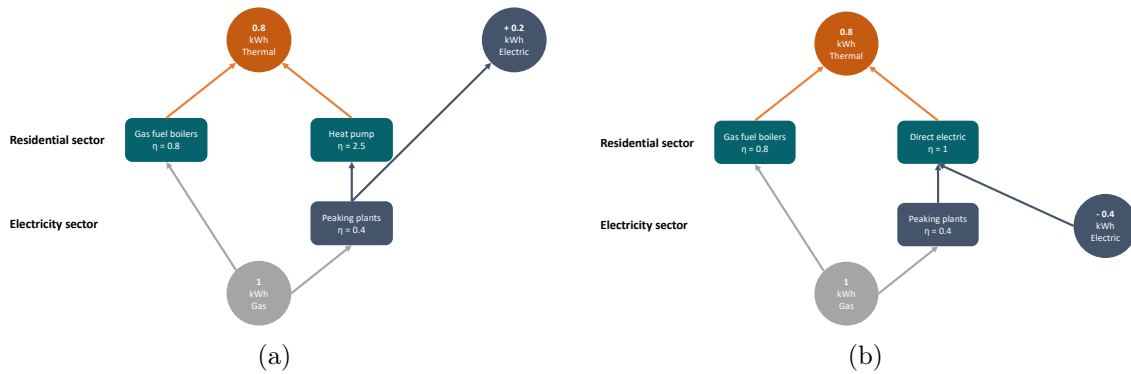 0.8
kWh
Thermal
+ 0.2
kWh
Electric
Residential sector
Gas fuel boilers
η = 0.8
Heat pump
η = 2.5
Electricity sector
Peaking plants
η = 0.4
1
kWh
Gas
(a)
0.8
kWh
Thermal
Residential sector
Gas fuel boilers
η = 0.8
Direct electric
η = 1
Electricity sector
Peaking plants
η = 0.4
- 0.4
kWh
Electric
1
kWh
Gas
(b)